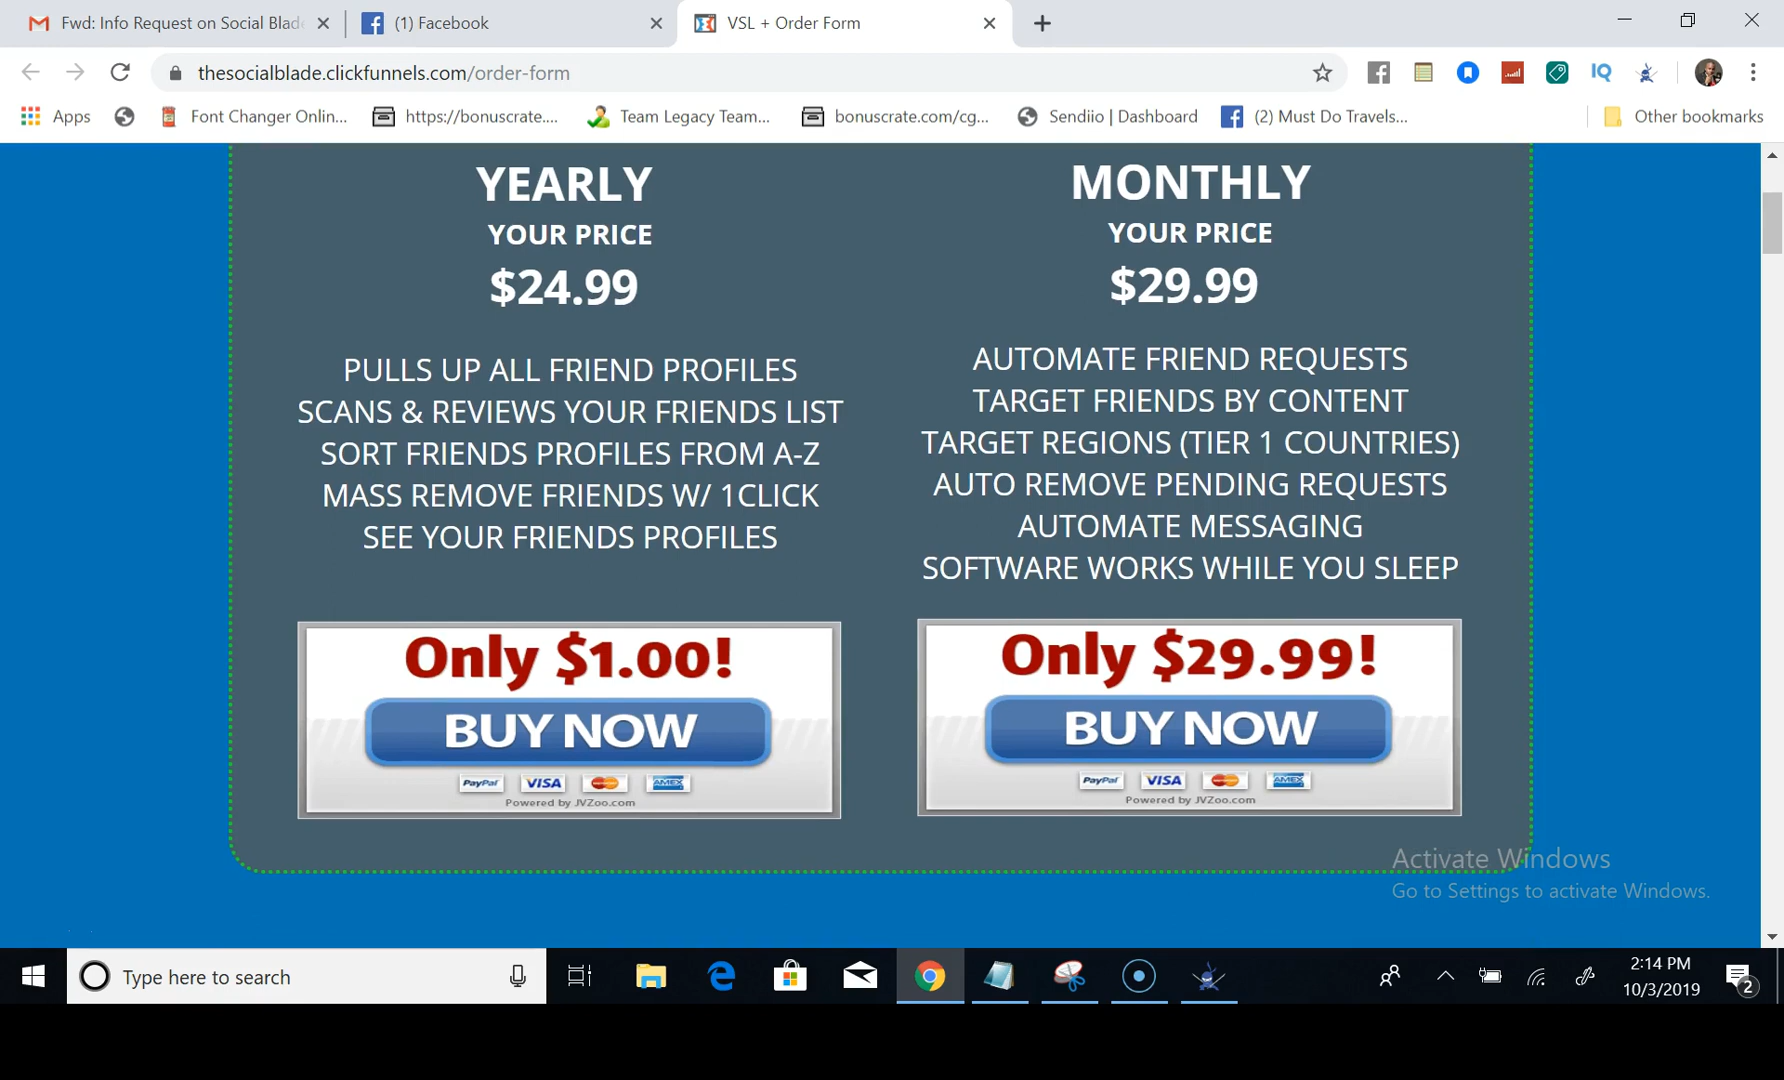 Fwd: Info Request on Social Blade
(1) Facebook
VSL + Order Form
thesocialblade.clickfunnels.com/order-form
IQ
Apps
Font Changer Onlin...
https://bonuscrate....
Team Legacy Team...
bonuscrate.com/cg...
Sendiio | Dashboard
(2) Must Do Travels...
Other bookmarks
YEARLY
YOUR PRICE
$24.99
PULLS UP ALL FRIEND PROFILES
SCANS & REVIEWS YOUR FRIENDS LIST
SORT FRIENDS PROFILES FROM A-Z
MASS REMOVE FRIENDS W/ 1CLICK
SEE YOUR FRIENDS PROFILES
Only $1.00!
BUY NOW
PayPal VISA MasterCard AMEX
Powered by JVZoo.com
MONTHLY
YOUR PRICE
$29.99
AUTOMATE FRIEND REQUESTS
TARGET FRIENDS BY CONTENT
TARGET REGIONS (TIER 1 COUNTRIES)
AUTO REMOVE PENDING REQUESTS
AUTOMATE MESSAGING
SOFTWARE WORKS WHILE YOU SLEEP
Only $29.99!
BUY NOW
PayPal VISA MasterCard AMEX
Powered by JVZoo.com
Activate Windows
Go to Settings to activate Windows.
Type here to search
2:14 PM
10/3/2019
2